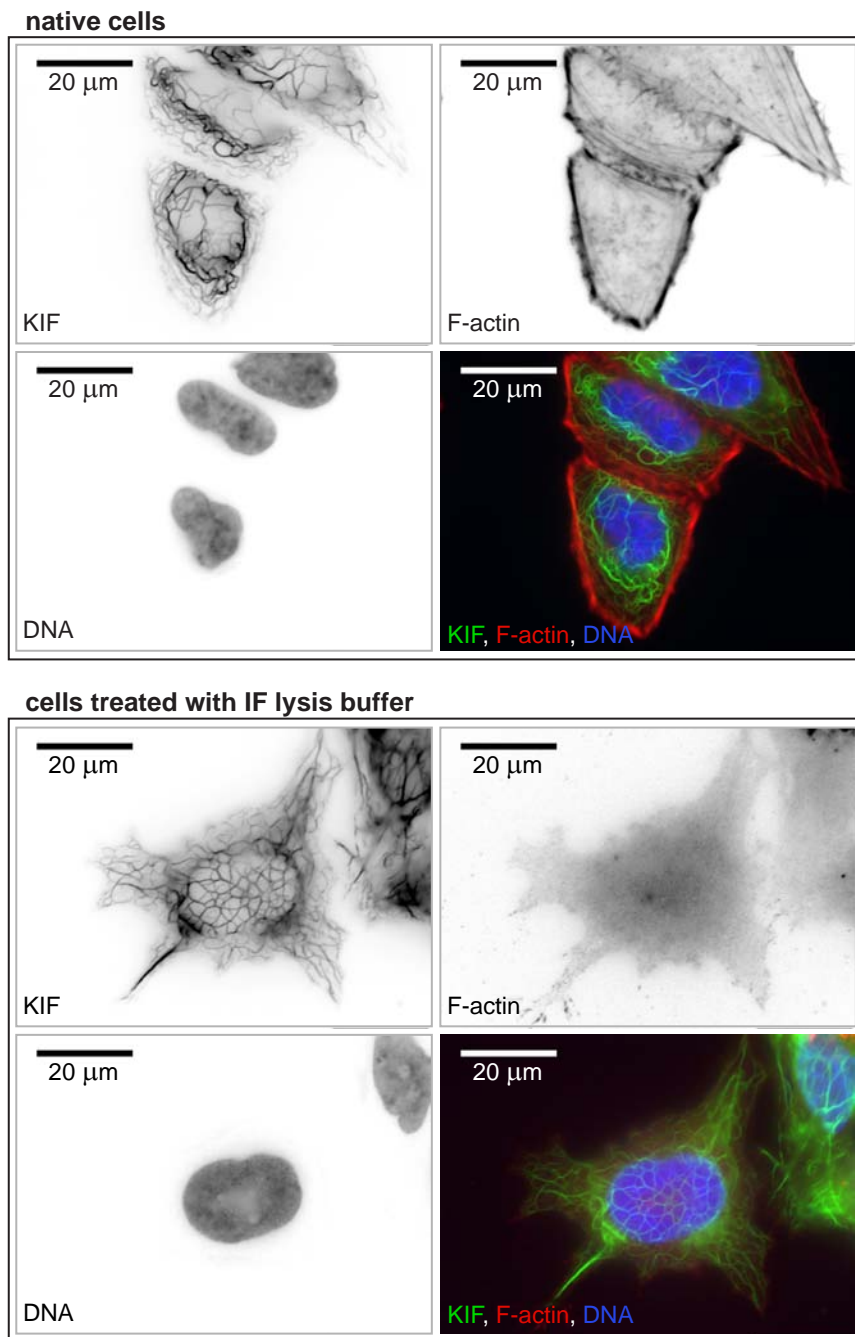 native cells
20 μm
20 μm
KIF
F-actin
20 μm
20 μm
DNA
KIF, F-actin, DNA
cells treated with IF lysis buffer
20 μm
20 μm
KIF
F-actin
20 μm
20 μm
DNA
KIF, F-actin, DNA